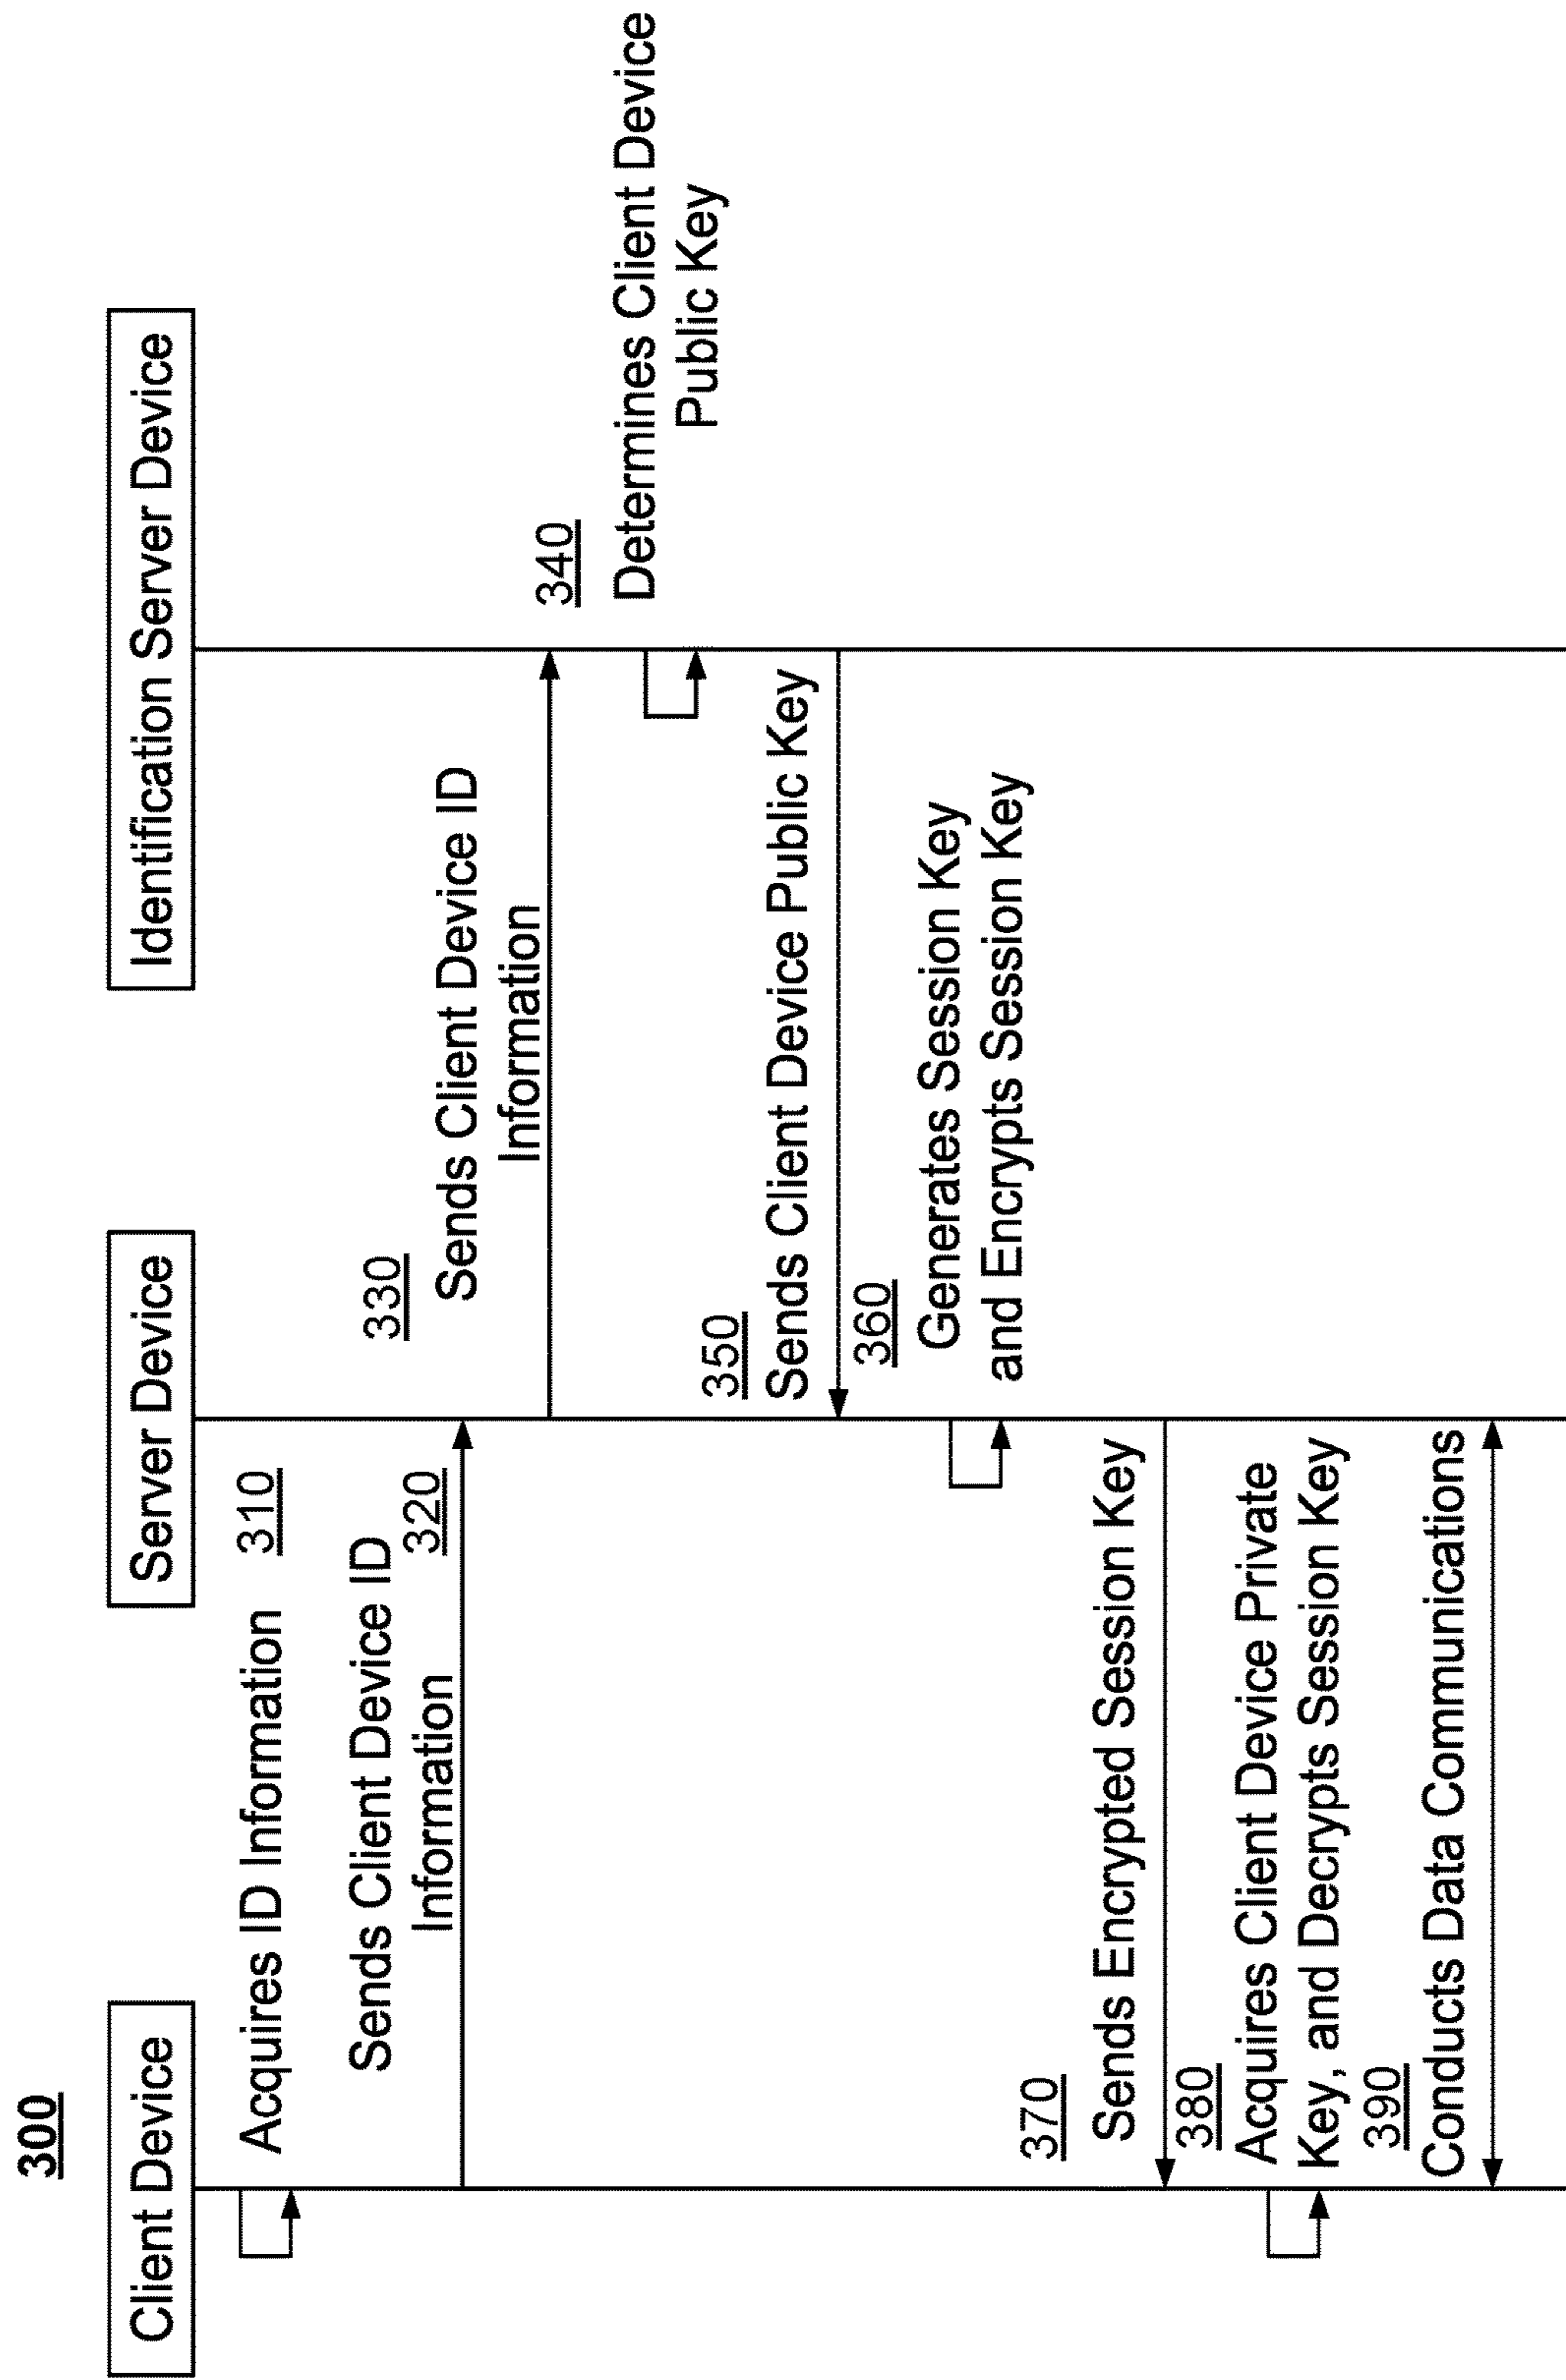 300
Client Device
Server Device
Identification Server Device
310
Acquires ID Information
Sends Client Device ID
Information
320
330
Sends Client Device ID
Information
340
Determines Client Device
Public Key
350
Sends Client Device Public Key
360
Generates Session Key
and Encrypts Session Key
370
Sends Encrypted Session Key
380
Acquires Client Device Private
Key, and Decrypts Session Key
390
Conducts Data Communications